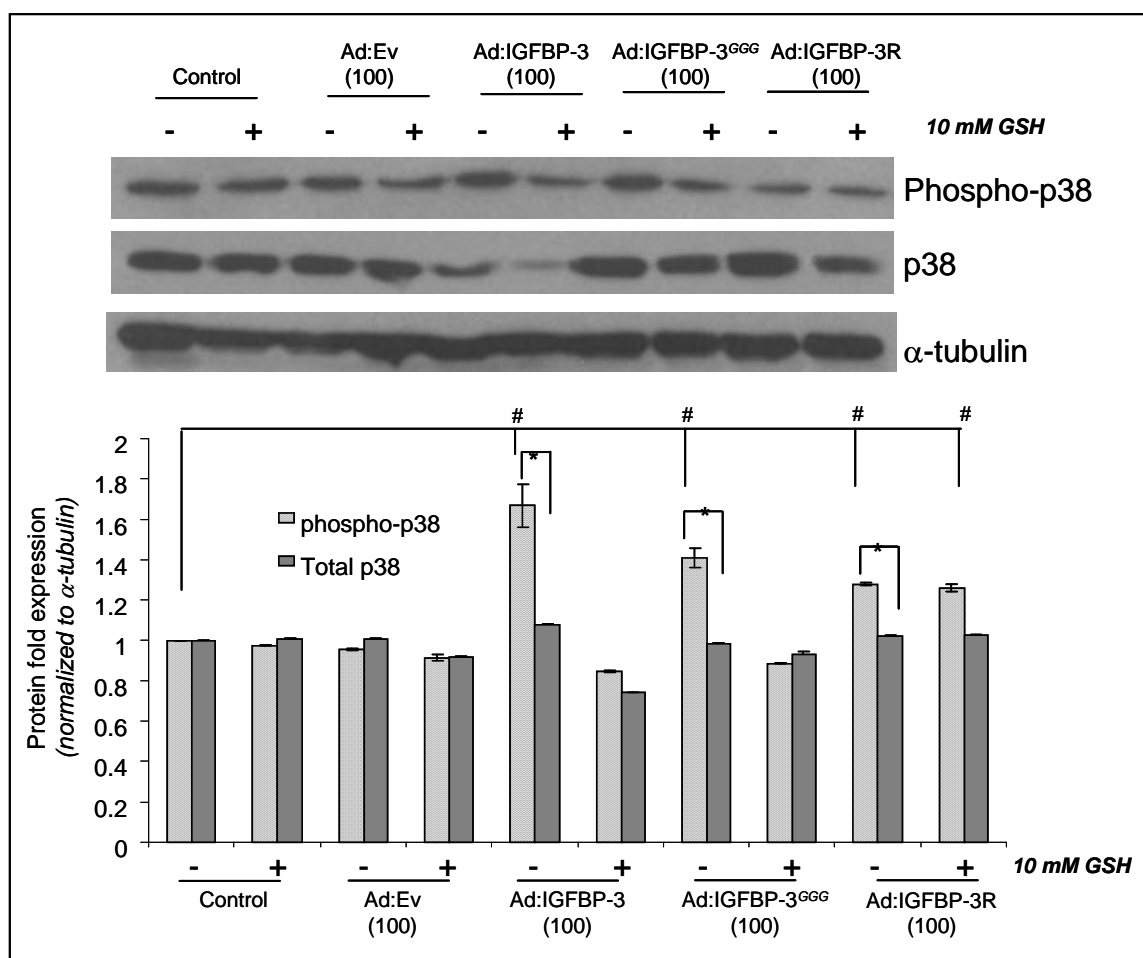 Control Ad:Ev (100) Ad:IGFBP-3 (100) Ad:IGFBP-3GGG (100) Ad:IGFBP-3R (100)
- + - + - + - + - + 10 mM GSH
Phospho-p38
p38
α-tubulin
# # # #
* * *
Protein fold expression
(normalized to α-tubulin)
2
1.8
1.6
1.4
1.2
1
0.8
0.6
0.4
0.2
0
phospho-p38
Total p38
- + - + - + - + - + 10 mM GSH
Control Ad:Ev (100) Ad:IGFBP-3 (100) Ad:IGFBP-3GGG (100) Ad:IGFBP-3R (100)